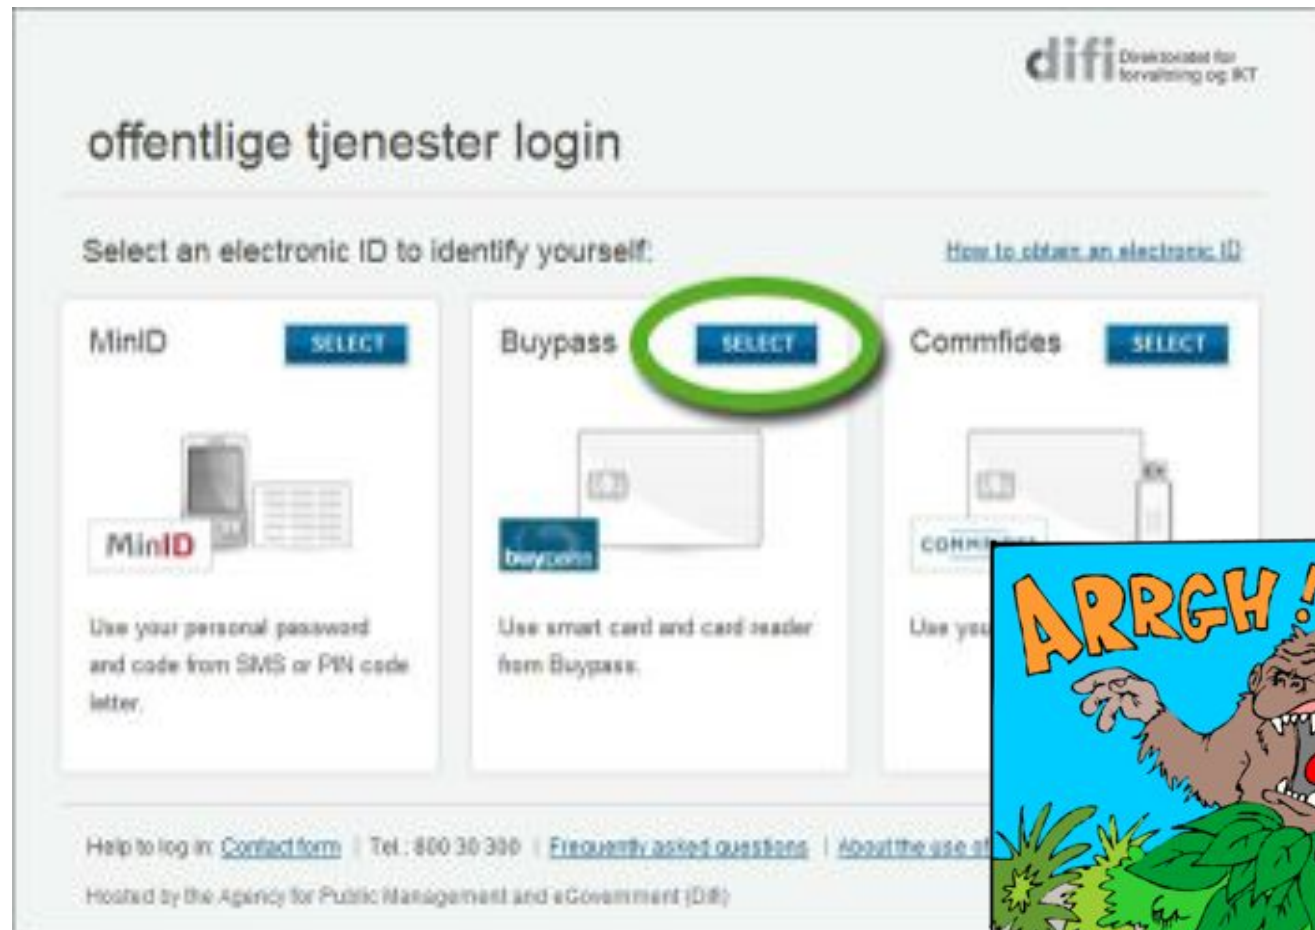 difi Direktoratet for
forvaltning og IKT
offentlige tjenester login
Select an electronic ID to identify yourself:
How to obtain an electronic ID
MinID SELECT
Buypass SELECT
Commfides SELECT
MinID
buypass
COMMFIDES
Use your personal password
and code from SMS or PIN code
letter.
Use smart card and card reader
from Buypass.
Use you
ARRGH!
Help to log in: Contact form | Tel.: 800 30 300 | Frequently asked questions | About the use of
Hosted by the Agency for Public Management and eGovernment (Difi)